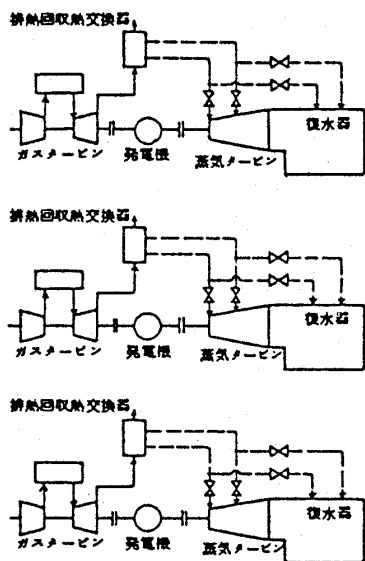 排熱回収熱交換器
復水器
ガスタービン
発電機
蒸気タービン
排熱回収熱交換器
復水器
ガスタービン
発電機
蒸気タービン
排熱回収熱交換器
復水器
ガスタービン
発電機
蒸気タービン